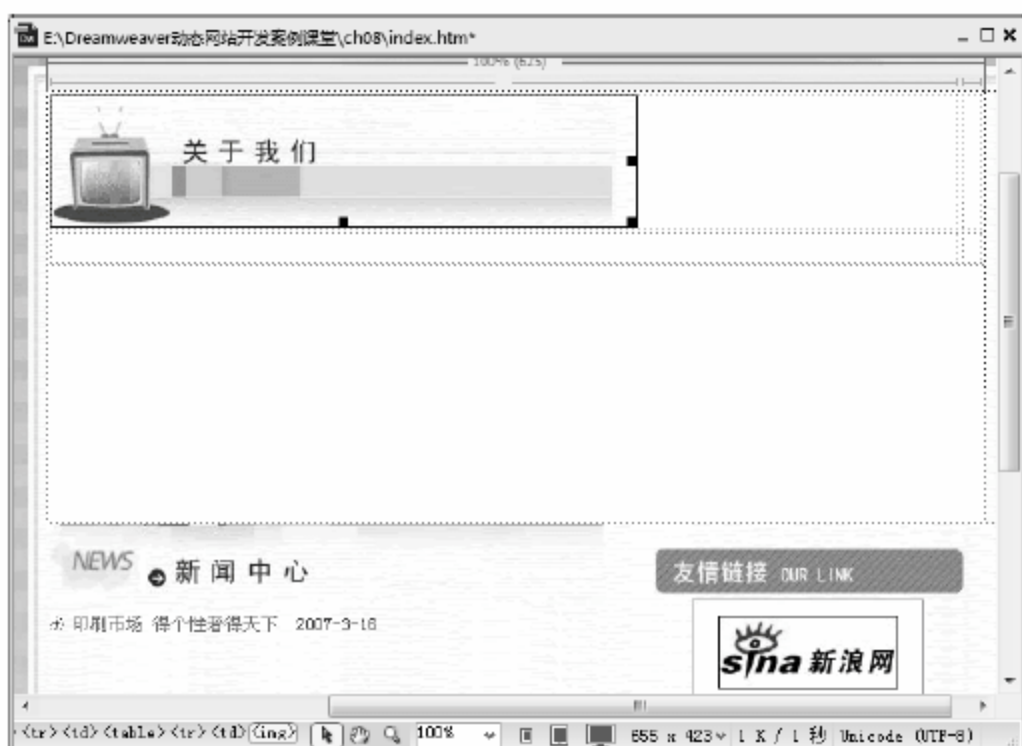 E:\Dreamweaver动态网站开发案例课堂\ch08\index.htm*
100% (625)
关于我们
NEWS 新闻中心
友情链接 OUR LINK
印刷市场 得个性者得天下 2007-3-16
sina 新浪网
<tr><td><table><tr><td><img> 100% 655 x 423 1 K / 1 秒 Unicode (UTF-8)